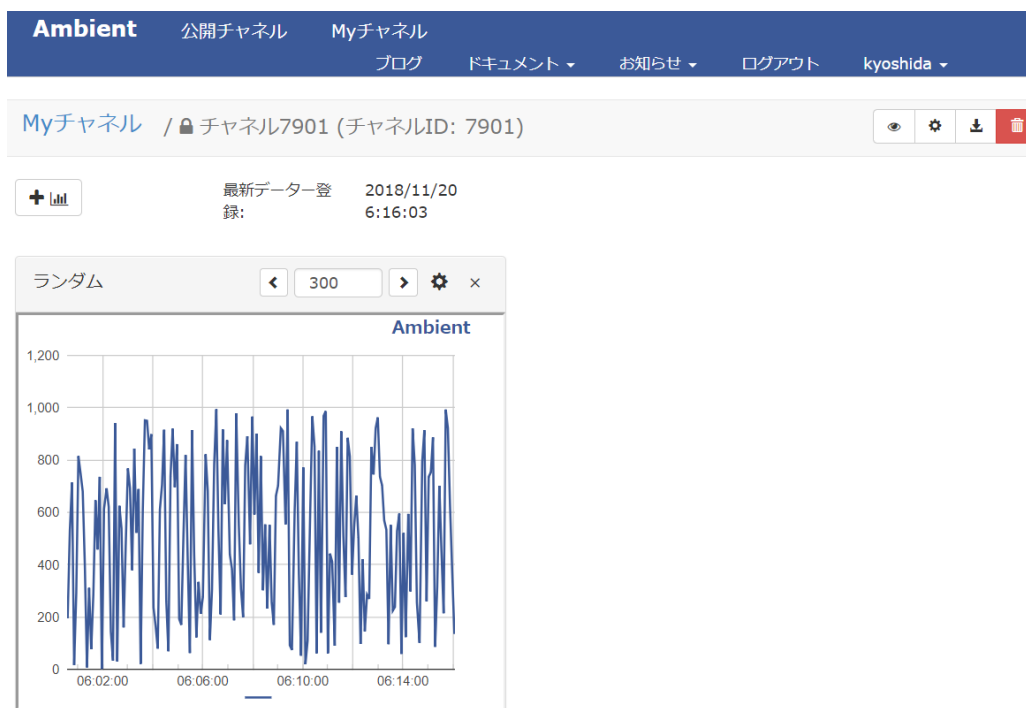 Ambient 公開チャネル Myチャネル
ブログ ドキュメント お知らせ ログアウト kyoshida
Myチャネル / チャネル7901 (チャネルID: 7901)
最新データー登 2018/11/20
録: 6:16:03
ランダム 300 ×
Ambient
1,200
1,000
800
600
400
200
0
06:02:00 06:06:00 06:10:00 06:14:00